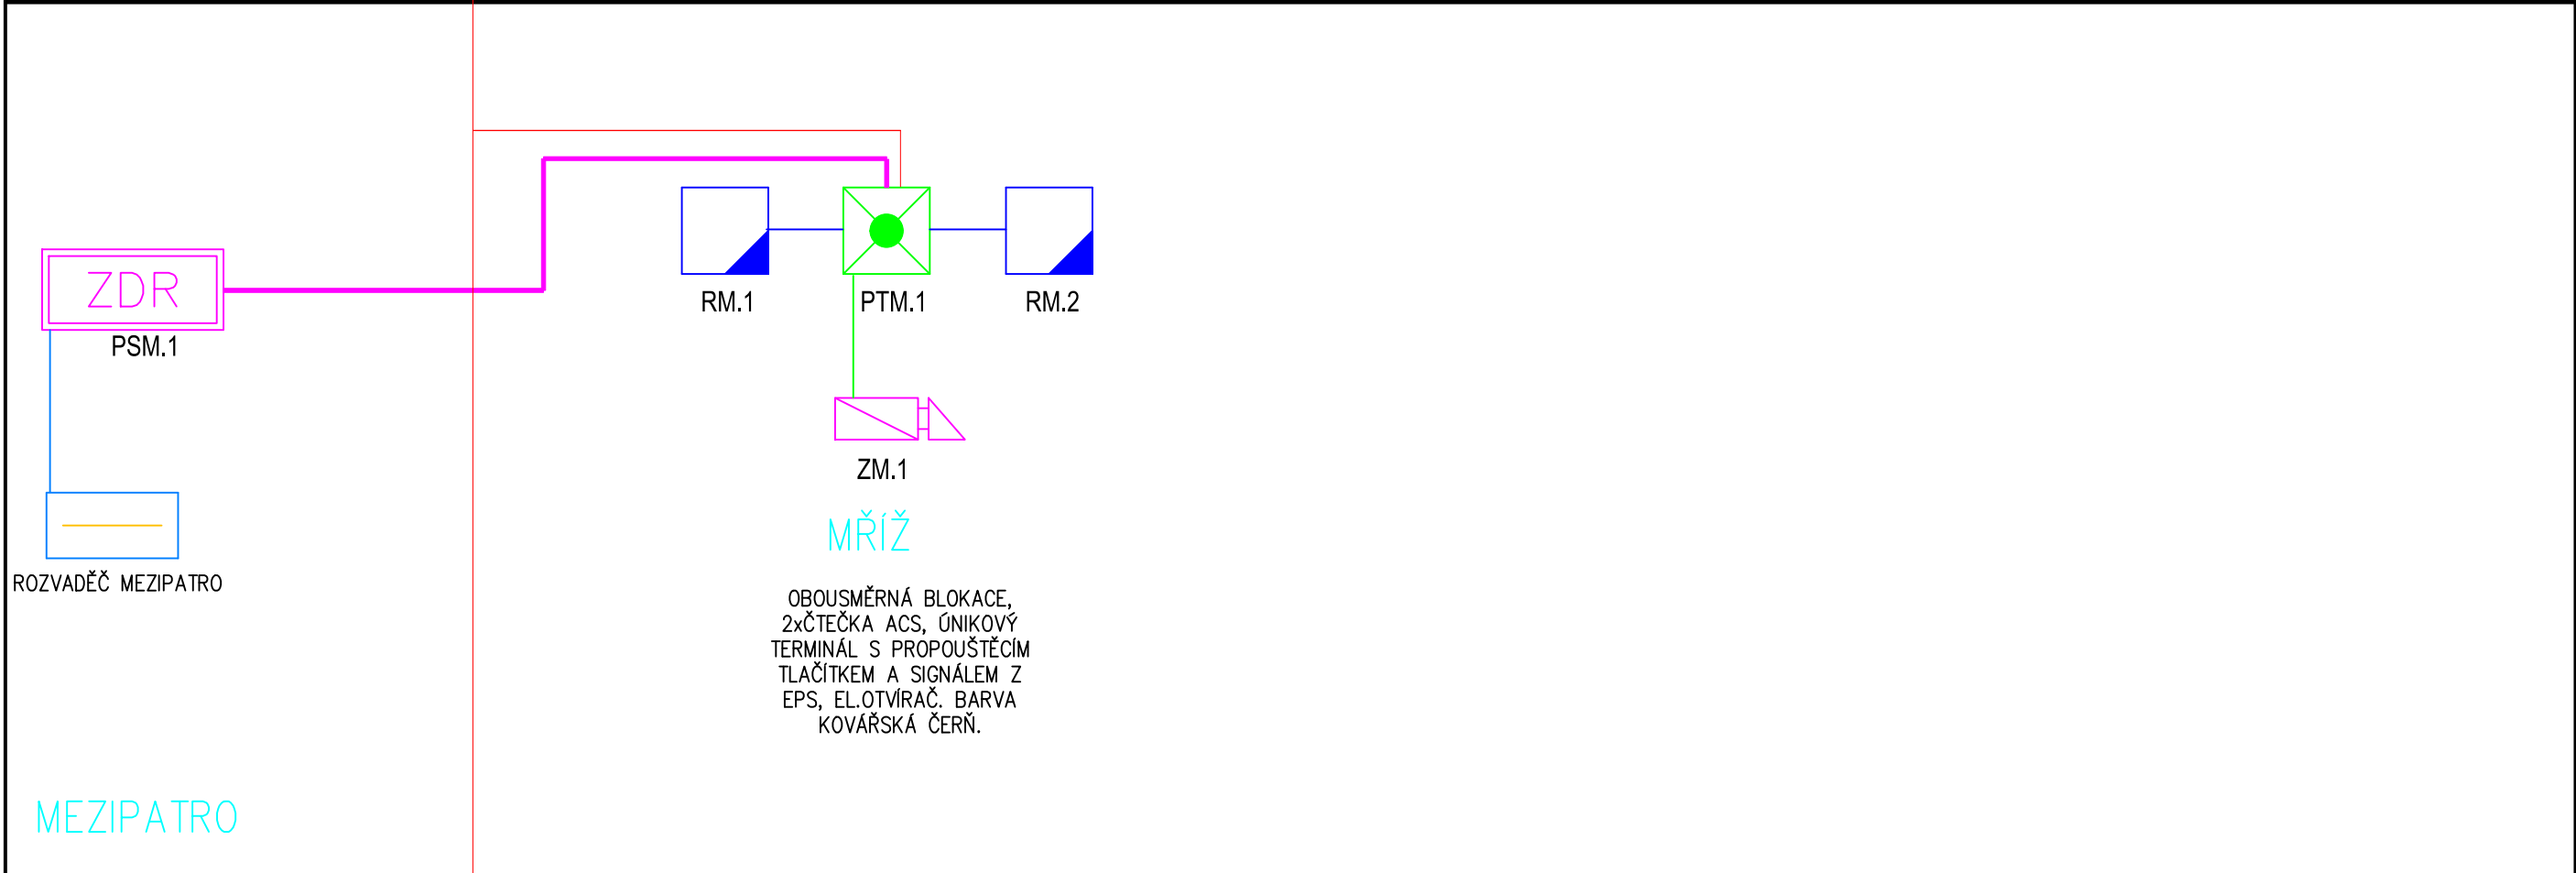 ZDR
PSM.1
RM.1
PTM.1
RM.2
ZM.1
MŘÍŽ
ROZVADĚČ MEZIPATRO
OBOUSMĚRNÁ BLOKACE,
2xČTEČKA ACS, ÚNIKOVÝ
TERMINÁL S PROPOUŠTĚCÍM
TLAČÍTKEM A SIGNÁLEM Z
EPS, EL.OTVÍRAČ. BARVA
KOVÁŘSKÁ ČERŇ.
MEZIPATRO